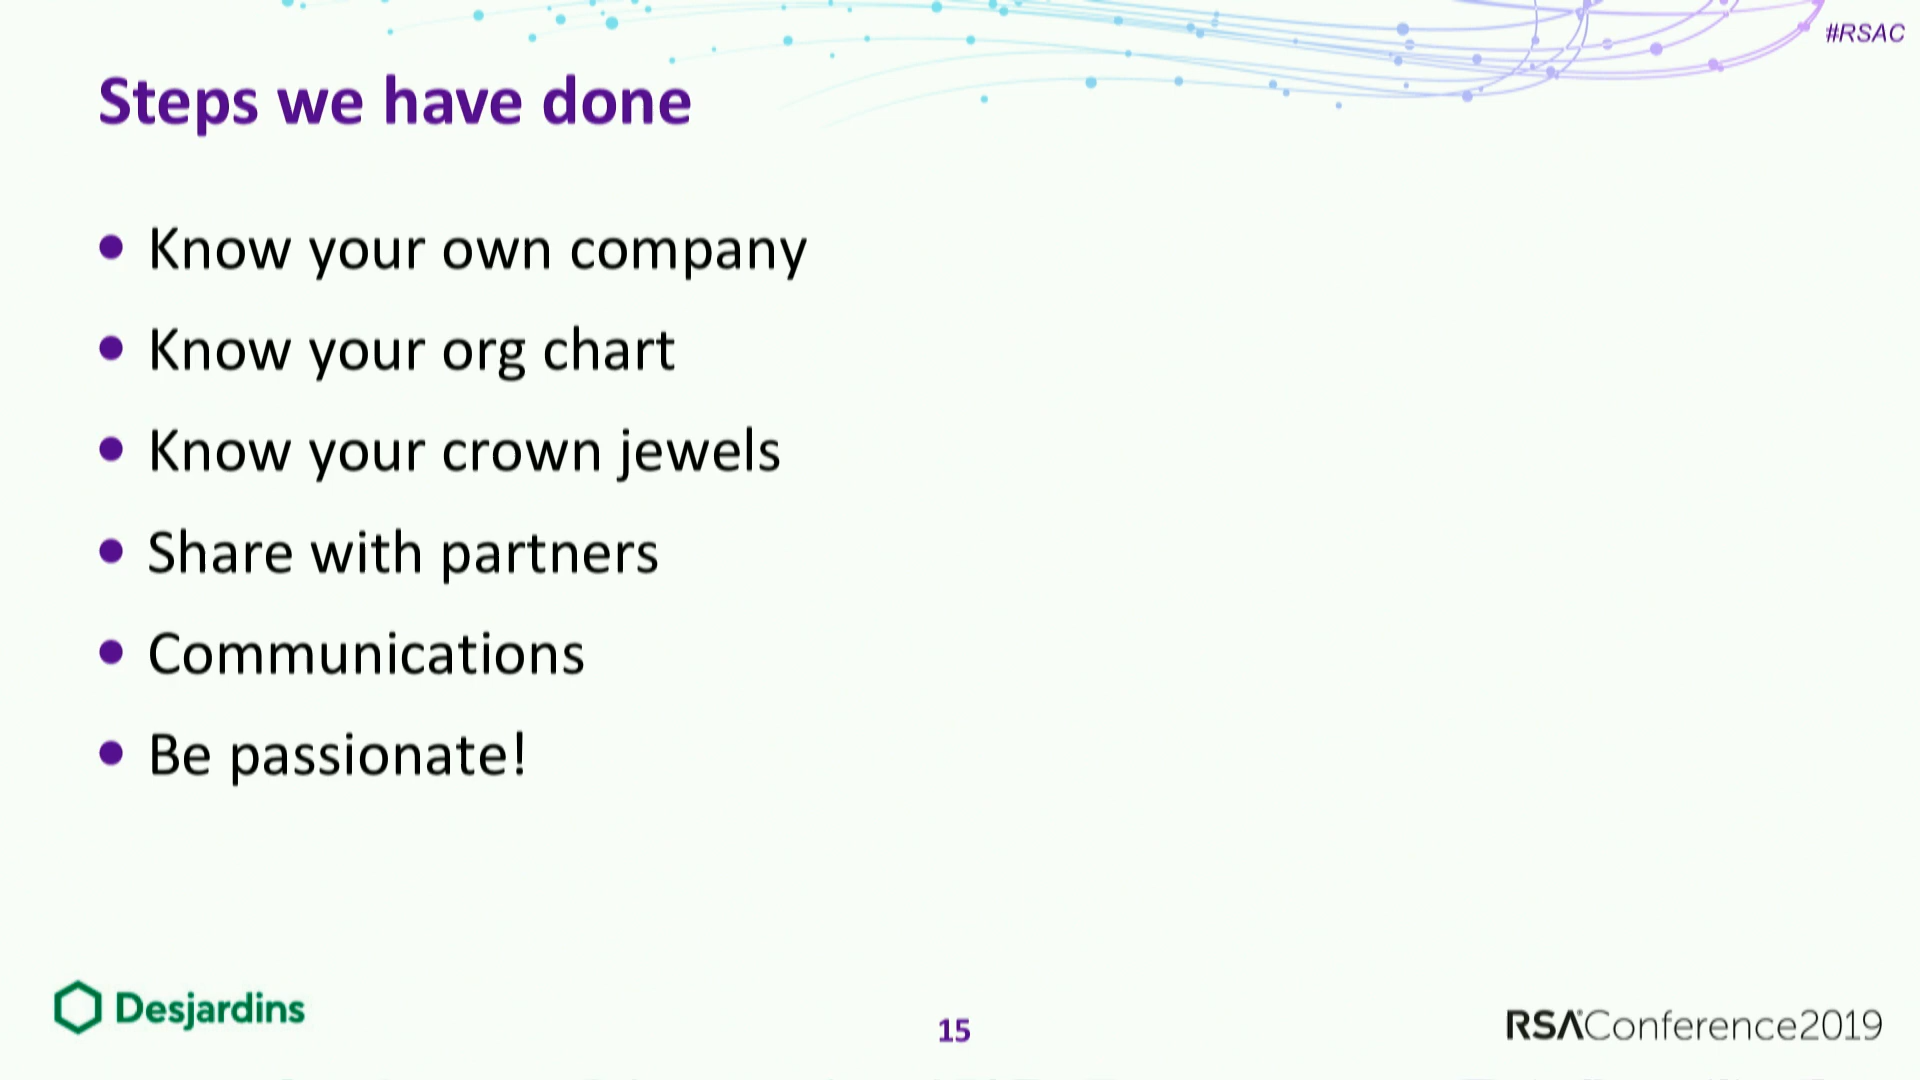 #RSAC
Steps we have done
• Know your own company
• Know your org chart
• Know your crown jewels
• Share with partners
• Communications
• Be passionate!
Desjardins
15
RSAConference2019